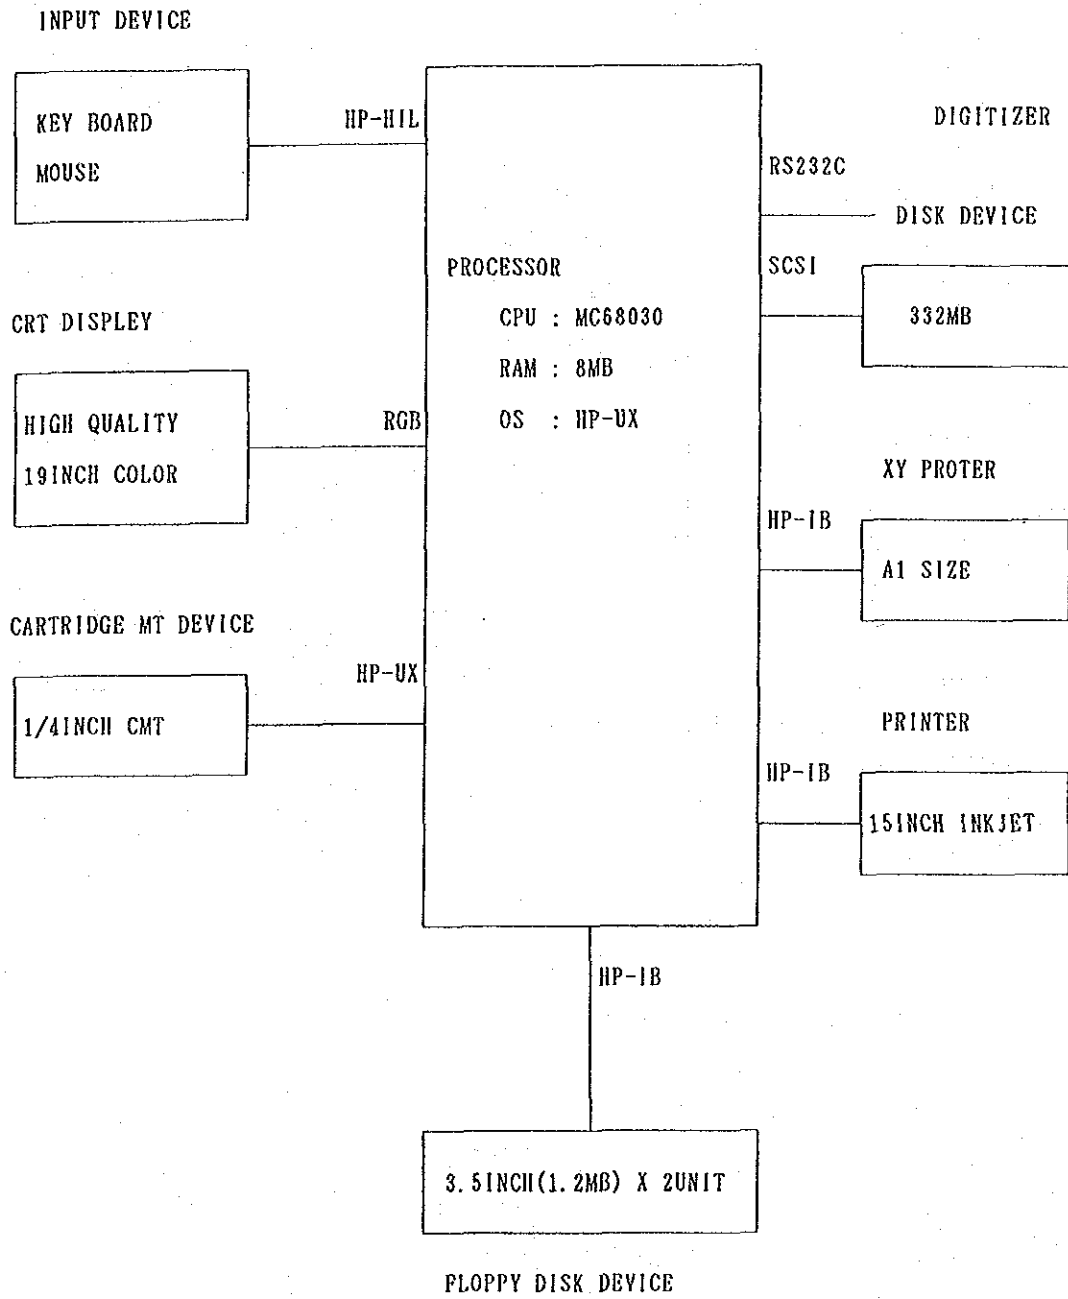 INPUT DEVICE
KEY BOARD
MOUSE
HP-HIL
DIGITIZER
RS232C
DISK DEVICE
PROCESSOR
CPU : MC68030
RAM : 8MB
OS : HP-UX
SCSI
332MB
CRT DISPLEY
HIGH QUALITY
19INCH COLOR
RGB
XY PROTER
HP-IB
A1 SIZE
CARTRIDGE MT DEVICE
1/4INCH CMT
HP-UX
PRINTER
HP-IB
15INCH INKJET
HP-IB
3.5INCH(1.2MB) X 2UNIT
FLOPPY DISK DEVICE